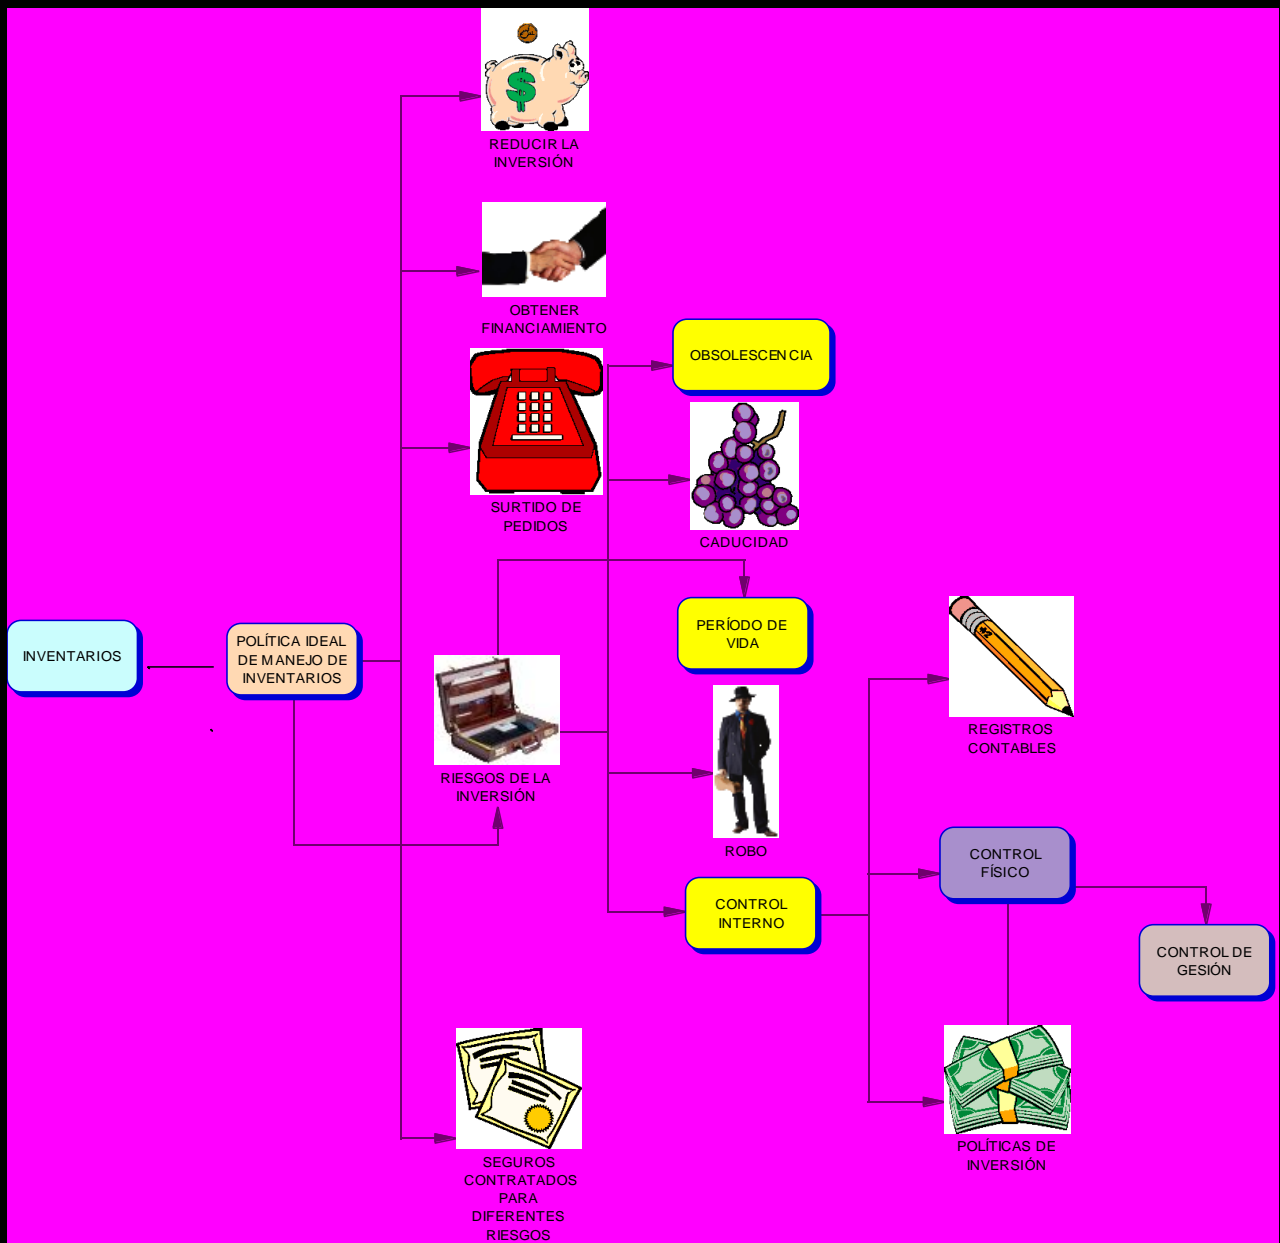 REDUCIR LA
INVERSIÓN
OBTENER
FINANCIAMIENTO
OBSOLESCENCIA
SURTIDO DE
PEDIDOS
CADUCIDAD
INVENTARIOS
POLÍTICA IDEAL
DE MANEJO DE
INVENTARIOS
PERÍODO DE
VIDA
RIESGOS DE LA
INVERSIÓN
REGISTROS
CONTABLES
ROBO
CONTROL
FÍSICO
CONTROL
INTERNO
CONTROL DE
GESIÓN
POLÍTICAS DE
INVERSIÓN
SEGUROS
CONTRATADOS
PARA
DIFERENTES
RIESGOS